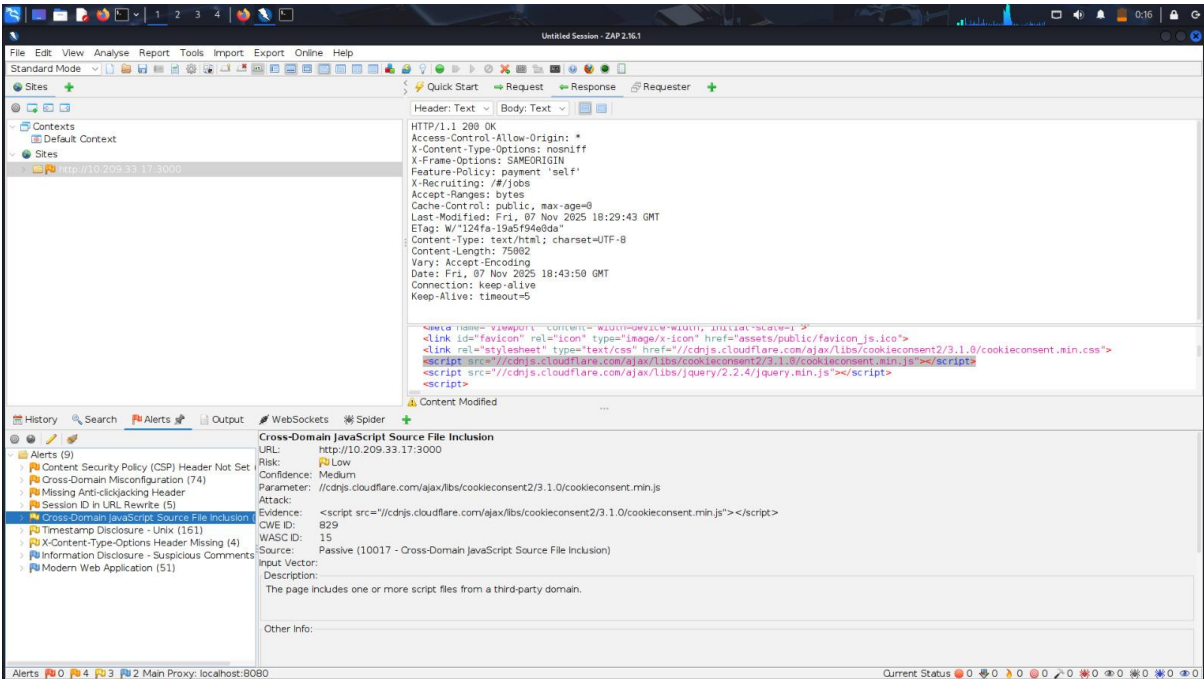 1 2 3 4
0:16
Untitled Session - ZAP 2.16.1
File Edit View Analyse Report Tools Import Export Online Help
Standard Mode
Sites
Quick Start Request Response Requester
Header: Text Body: Text
Contexts
Default Context
Sites
http://10.209.33.17:3000
HTTP/1.1 200 OK
Access-Control-Allow-Origin: *
X-Content-Type-Options: nosniff
X-Frame-Options: SAMEORIGIN
Feature-Policy: payment 'self'
X-Recruiting: /#/jobs
Accept-Ranges: bytes
Cache-Control: public, max-age=0
Last-Modified: Fri, 07 Nov 2025 18:29:43 GMT
ETag: W/"124fa-19a5f94e0da"
Content-Type: text/html; charset=UTF-8
Content-Length: 75002
Vary: Accept-Encoding
Date: Fri, 07 Nov 2025 18:43:50 GMT
Connection: keep-alive
Keep-Alive: timeout=5
<meta name="viewport" content="width=device-width, initial-scale=1">
<link id="favicon" rel="icon" type="image/x-icon" href="assets/public/favicon_js.ico">
<link rel="stylesheet" type="text/css" href="//cdnjs.cloudflare.com/ajax/libs/cookieconsent2/3.1.0/cookieconsent.min.css">
<script src="//cdnjs.cloudflare.com/ajax/libs/cookieconsent2/3.1.0/cookieconsent.min.js"></script>
<script src="//cdnjs.cloudflare.com/ajax/libs/jquery/2.2.4/jquery.min.js"></script>
<script>
Content Modified
History Search Alerts Output WebSockets Spider
Alerts (9)
Content Security Policy (CSP) Header Not Set
Cross-Domain Misconfiguration (74)
Missing Anti-clickjacking Header
Session ID in URL Rewrite (5)
Cross-Domain JavaScript Source File Inclusion (
Timestamp Disclosure - Unix (161)
X-Content-Type-Options Header Missing (4)
Information Disclosure - Suspicious Comments
Modern Web Application (51)
Cross-Domain JavaScript Source File Inclusion
URL: http://10.209.33.17:3000
Risk: Low
Confidence: Medium
Parameter: //cdnjs.cloudflare.com/ajax/libs/cookieconsent2/3.1.0/cookieconsent.min.js
Attack:
Evidence: <script src="//cdnjs.cloudflare.com/ajax/libs/cookieconsent2/3.1.0/cookieconsent.min.js"></script>
CWE ID: 829
WASC ID: 15
Source: Passive (10017 - Cross-Domain JavaScript Source File Inclusion)
Input Vector:
Description:
The page includes one or more script files from a third-party domain.
Other Info:
Alerts 0 4 3 2 Main Proxy: localhost:8080
Current Status 0 0 0 0 0 0 0 0 0 0